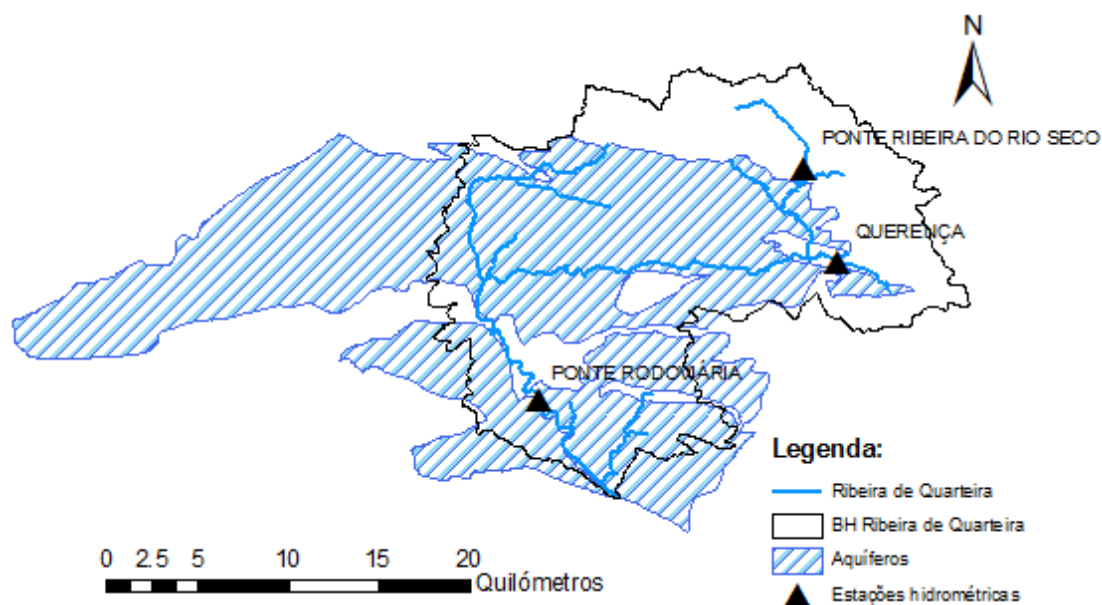 N
PONTE RIBEIRA DO RIO SECO
QUERENÇA
PONTE RODOVIÁRIA
Legenda:
Ribeira de Quarteira
BH Ribeira de Quarteira
Aquíferos
Estações hidrométricas
0 2.5 5 10 15 20
Quilómetros